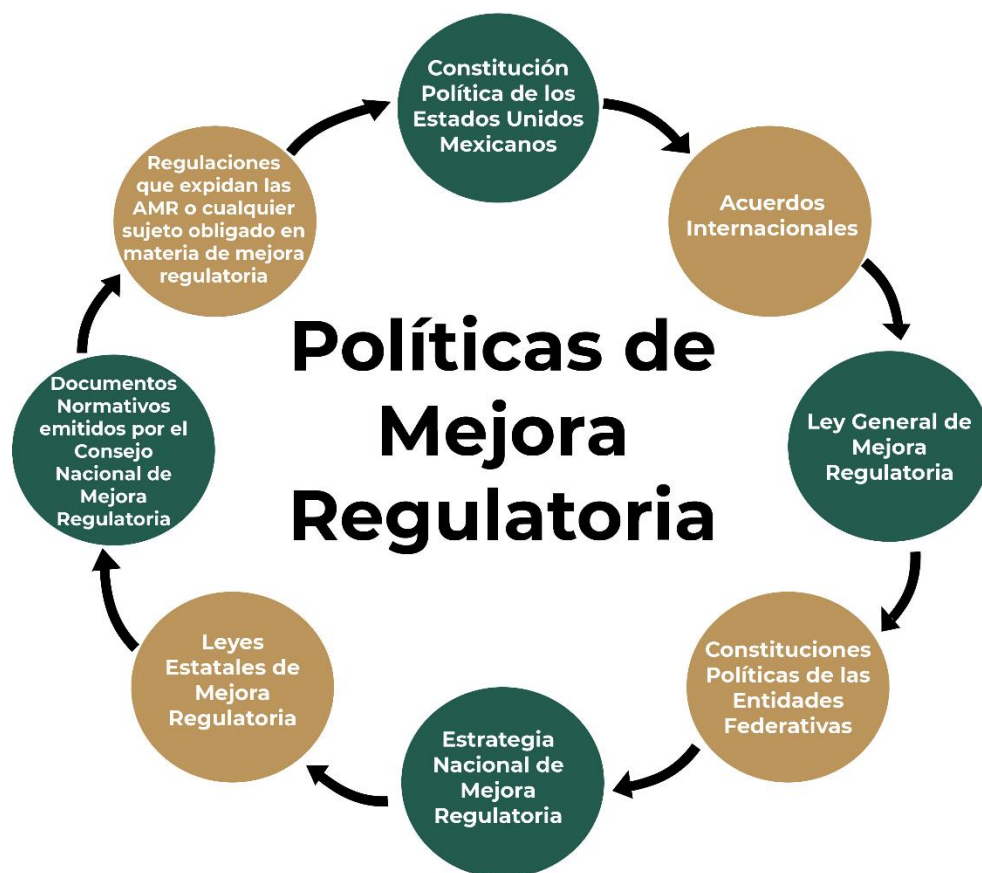 Constitución
Política de los
Estados Unidos
Mexicanos
Acuerdos
Internacionales
Ley General de
Mejora
Regulatoria
Constituciones
Políticas de las
Entidades
Federativas
Estrategia
Nacional de
Mejora
Regulatoria
Leyes
Estatales de
Mejora
Regulatoria
Documentos
Normativos
emitidos por el
Consejo
Nacional de
Mejora
Regulatoria
Regulaciones
que expidan las
AMR o cualquier
sujeto obligado en
materia de mejora
regulatoria
Políticas de
Mejora
Regulatoria